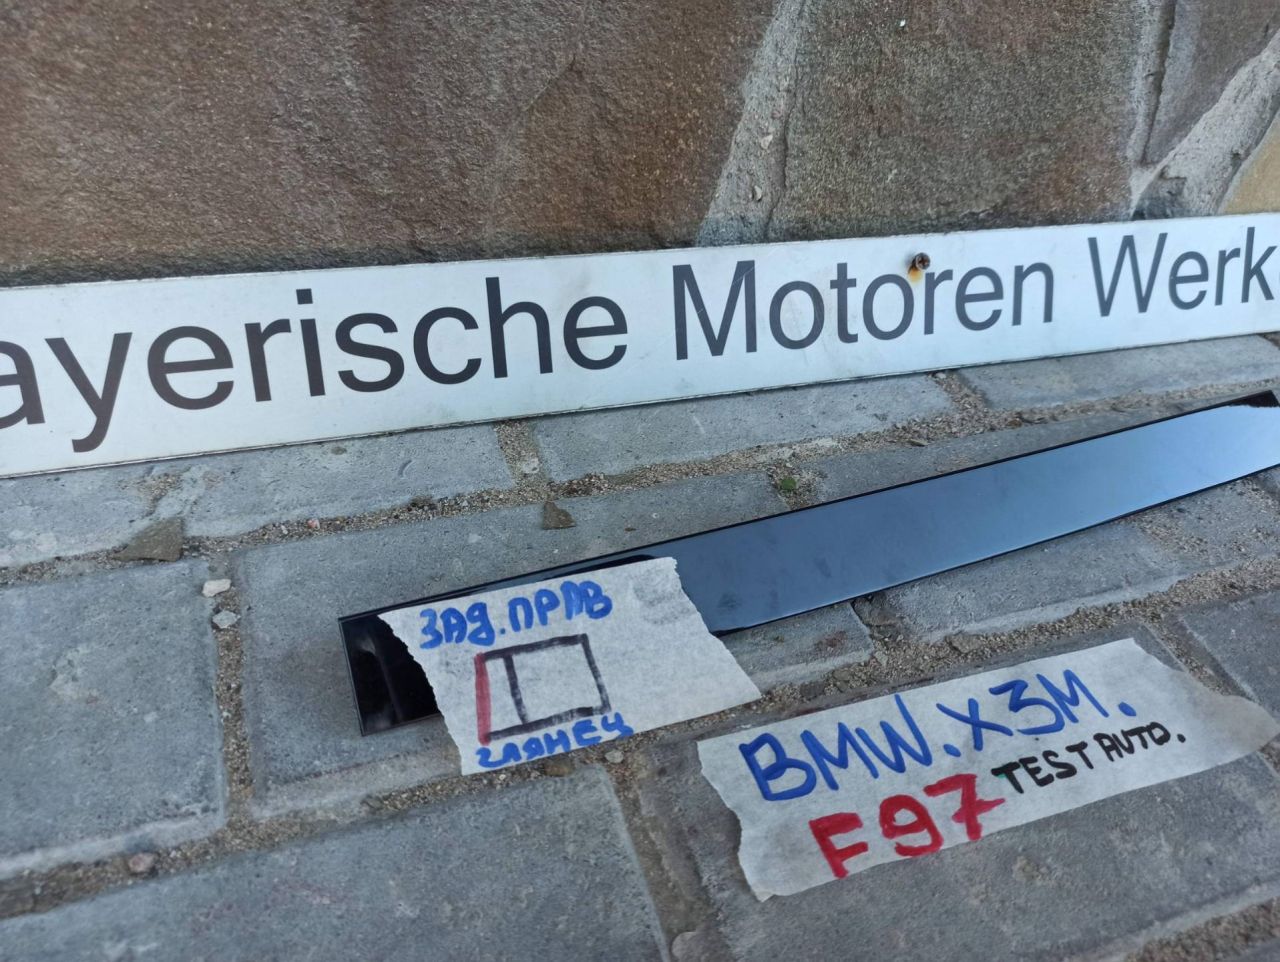 ayerische Motoren Werk
ЗАД.ПРАВ
глянец
BMW.X3M.
F97 TEST AUTO.